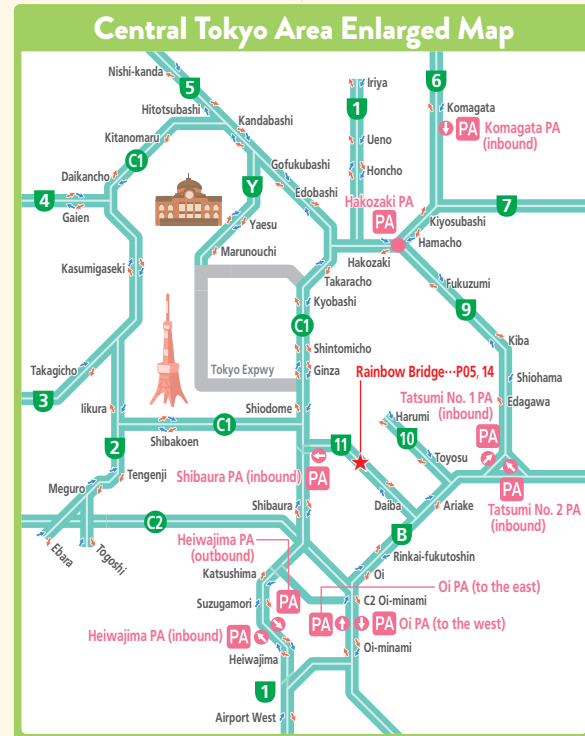 Central Tokyo Area Enlarged Map
Nishi-kanda
5
Hitotsubashi
Kandabashi
Kitanomaru
C1
Daikancho
4
Gaien
Gofukubashi
Y
Edobashi
Yaesu
Marunouchi
Kasumigaseki
Iriya
1
Ueno
Honcho
6
Komagata
PA
Komagata PA
(inbound)
Hakozaki PA
PA
7
Kiyosubashi
Hamacho
Hakozaki
Takaracho
Kyobashi
C1
Fukuzumi
9
Kiba
Shintomicho
Ginza
Tokyo Expwy
Takagicho
3
Rainbow Bridge…P05, 14
Shiohama
Edagawa
Tatsumi No. 1 PA
(inbound)
PA
Iikura
Shiodome
C1
Shibakoen
2
Harumi
10
11
Toyosu
Tengenji
Meguro
Shibaura PA (inbound)
PA
PA
Tatsumi No. 2 PA
(inbound)
Shibaura
Daiba
Ariake
C2
B
Ebara
Togoshi
Heiwajima PA
(outbound)
Rinkai-fukutoshin
Katsushima
Oi
Oi PA (to the east)
Suzugamori
PA
C2 Oi-minami
PA
PA
Oi PA (to the west)
Heiwajima PA (inbound)
PA
Oi-minami
Heiwajima
1
Airport West